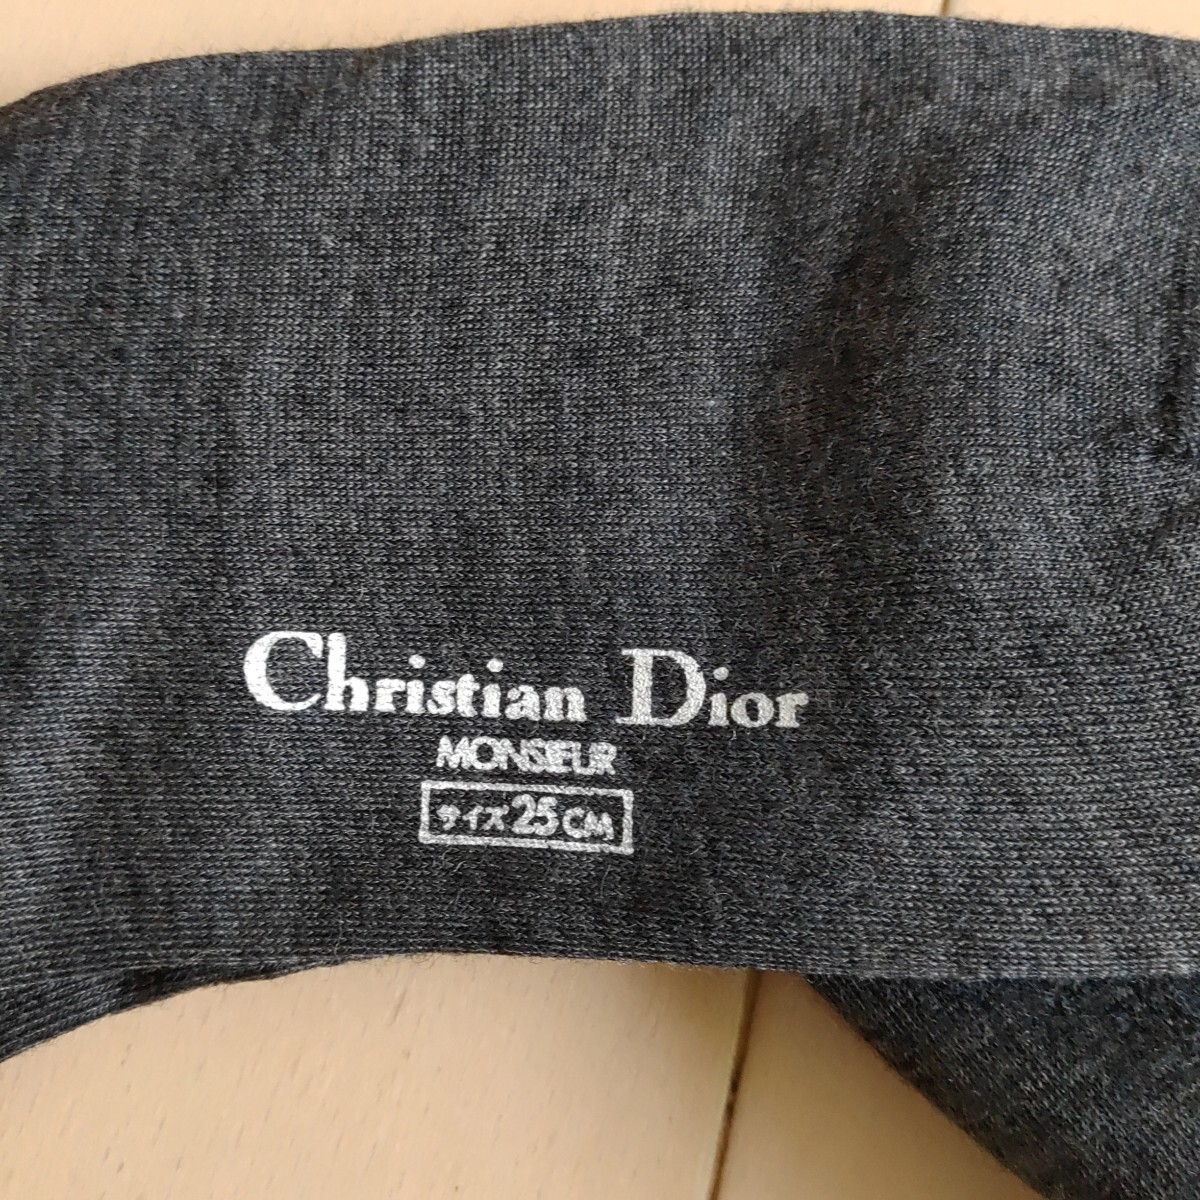 Christian Dior
MONSIEUR
サイズ25CM